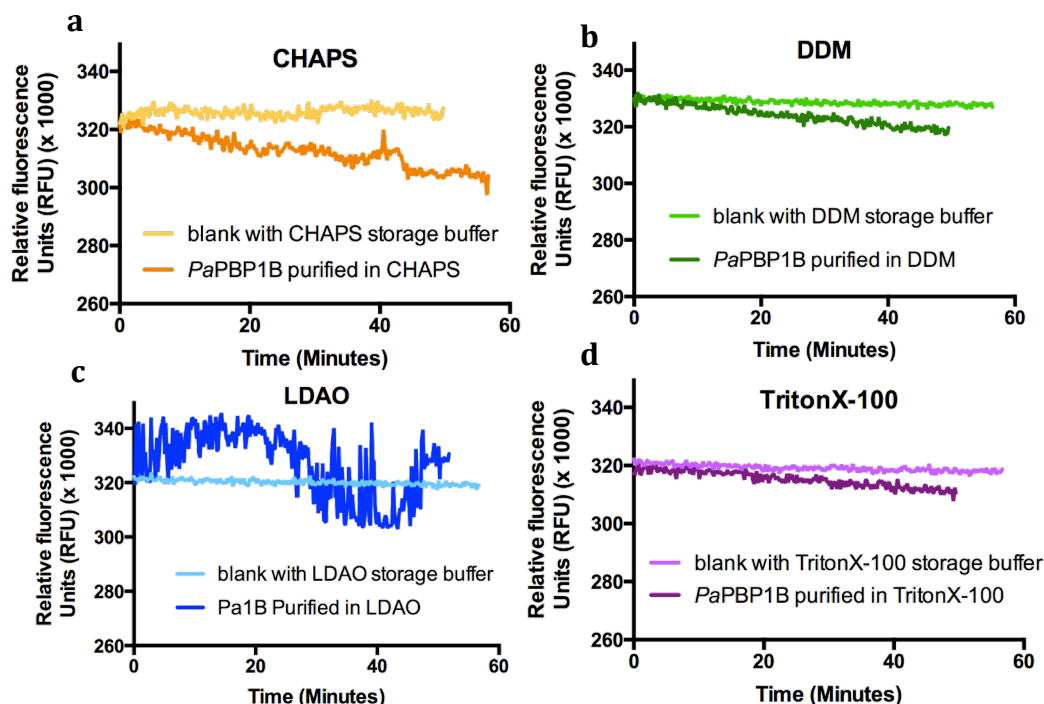 a
CHAPS
Relative fluorescence
Units (RFU) (x 1000)
340
320
300
280
260
blank with CHAPS storage buffer
PaPBP1B purified in CHAPS
0
20
40
60
Time (Minutes)
b
DDM
Relative fluorescence
Units (RFU) (x 1000)
340
320
300
280
260
blank with DDM storage buffer
PaPBP1B purified in DDM
0
20
40
60
Time (Minutes)
c
LDAO
Relative fluorescence
Units (RFU) (x 1000)
340
320
300
280
260
blank with LDAO storage buffer
Pa1B Purified in LDAO
0
20
40
60
Time (Minutes)
d
TritonX-100
Relative fluorescence
Units (RFU) (x 1000)
340
320
300
280
260
blank with TritonX-100 storage buffer
PaPBP1B purified in TritonX-100
0
20
40
60
Time (Minutes)